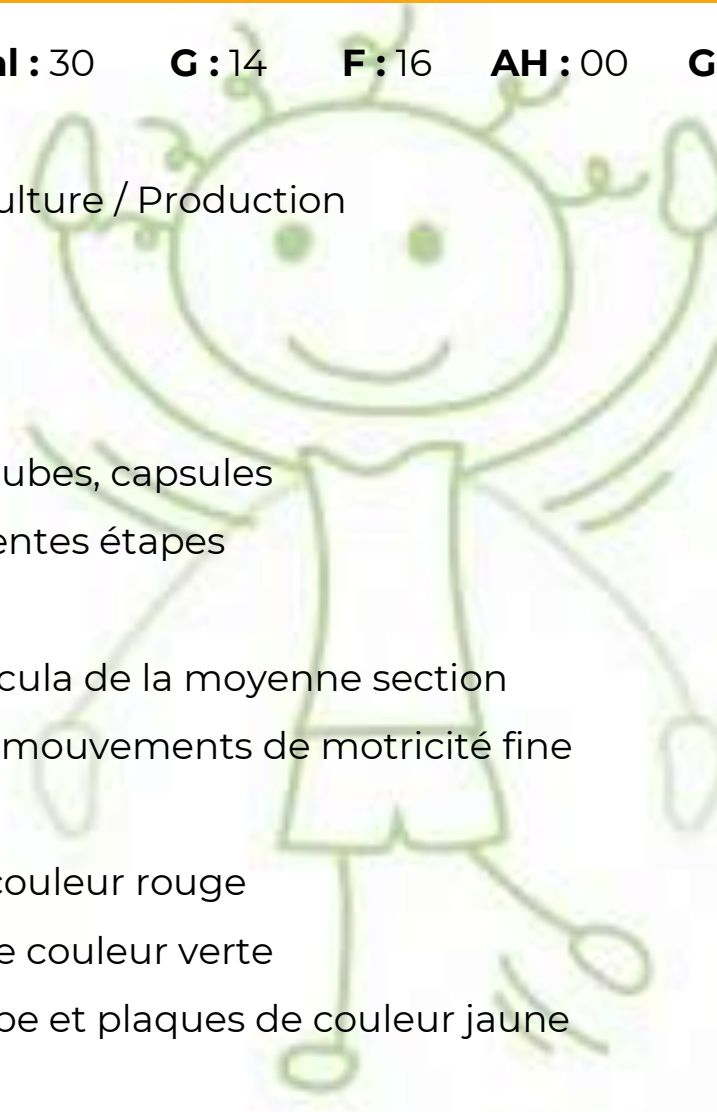 al : 30 G : 14 F : 16 AH : 00 G
ulture / Production
ubes, capsules
entes étapes
cula de la moyenne section
mouvements de motricité fine
couleur rouge
e couleur verte
pe et plaques de couleur jaune